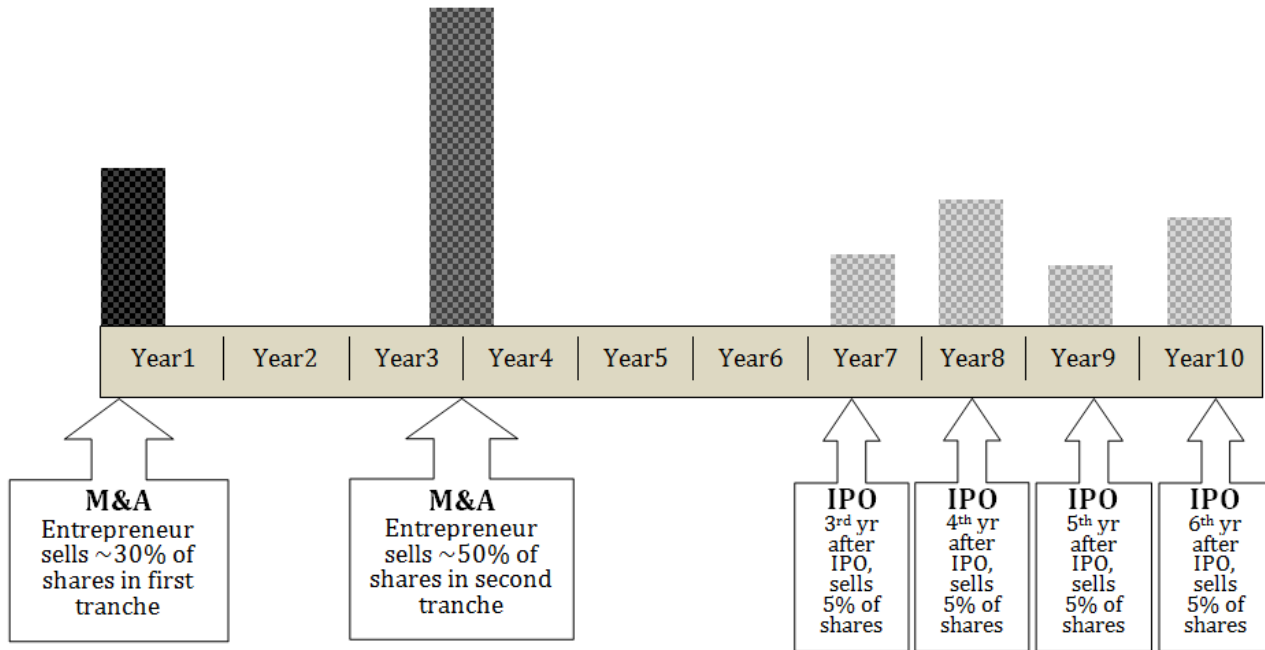 Year1 Year2 Year3 Year4 Year5 Year6 Year7 Year8 Year9 Year10
M&A
Entrepreneur
sells ~30% of
shares in first
tranche
M&A
Entrepreneur
sells ~50% of
shares in second
tranche
IPO
3rd yr
after
IPO,
sells
5% of
shares
IPO
4th yr
after
IPO,
sells
5% of
shares
IPO
5th yr
after
IPO,
sells
5% of
shares
IPO
6th yr
after
IPO,
sells
5% of
shares